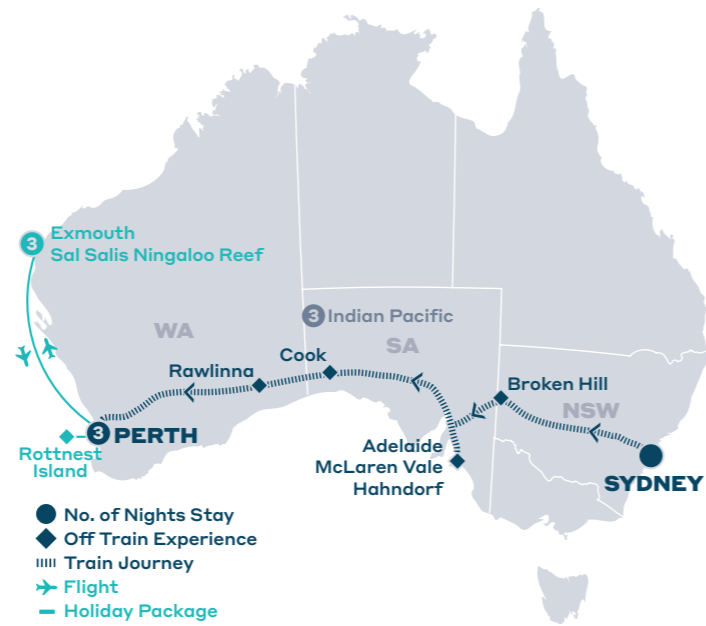 3
Exmouth
Sal Salis Ningaloo Reef
3 Indian Pacific
WA
SA
Cook
Rawlinna
Broken Hill
NSW
3 PERTH
Rottnest
Island
Adelaide
McLaren Vale
Hahndorf
SYDNEY
No. of Nights Stay
Off Train Experience
Train Journey
Flight
Holiday Package